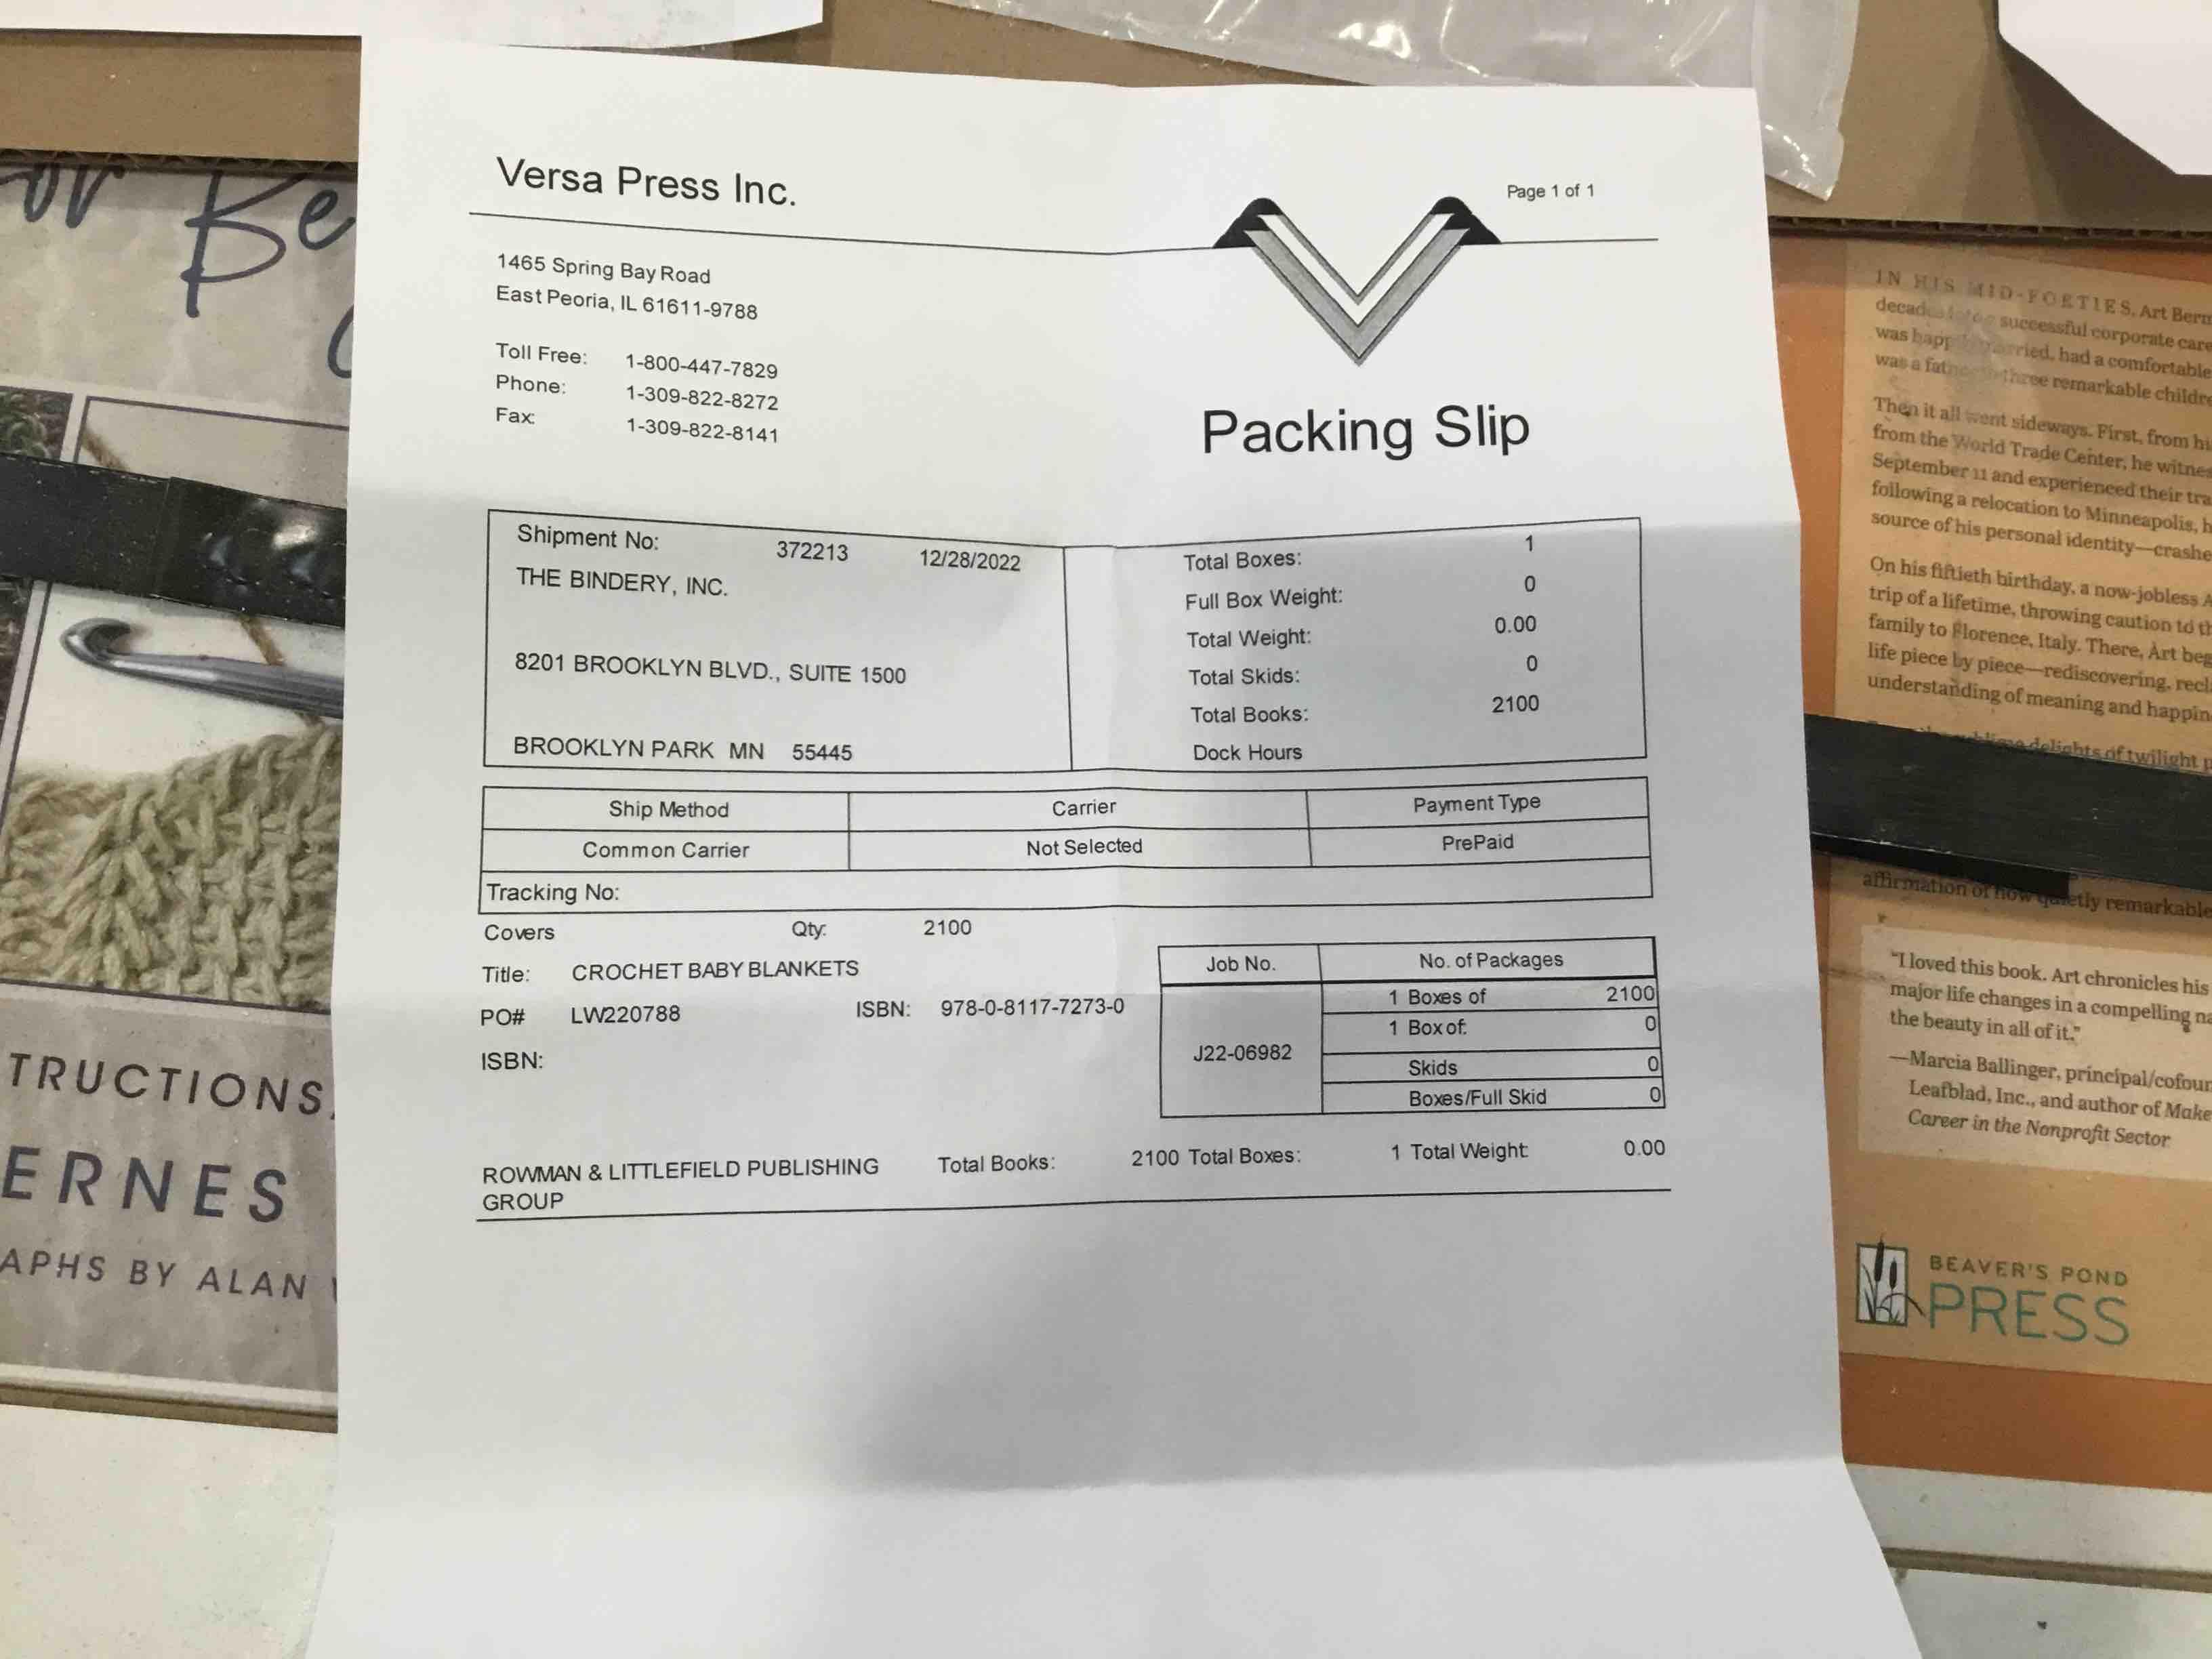 or Be
TRUCTIONS
ERNES
APHS BY ALAN
Versa Press Inc.
Page 1 of 1
1465 Spring Bay Road
East Peoria, IL 61611-9788
Toll Free: 1-800-447-7829
Phone: 1-309-822-8272
Fax: 1-309-822-8141
Packing Slip
Shipment No: 372213 12/28/2022
THE BINDERY, INC.
8201 BROOKLYN BLVD., SUITE 1500
BROOKLYN PARK MN 55445
Total Boxes: 1
Full Box Weight: 0
Total Weight: 0.00
Total Skids: 0
Total Books: 2100
Dock Hours
Ship Method Carrier Payment Type
Common Carrier Not Selected PrePaid
Tracking No:
Covers Qty: 2100
Title: CROCHET BABY BLANKETS
PO# LW220788 ISBN: 978-0-8117-7273-0
ISBN:
Job No. No. of Packages
J22-06982
1 Boxes of 2100
1 Box of: 0
Skids 0
Boxes/Full Skid 0
ROWMAN & LITTLEFIELD PUBLISHING Total Books: 2100 Total Boxes: 1 Total Weight: 0.00
GROUP
IN HIS MID-FORTIES, Art Berm
successful corporate care
had a comfortable
three remarkable childre
Then it all went sideways. First, from hi
from the World Trade Center, he witnes
September 11 and experienced their tra
following a relocation to Minneapolis, h
source of his personal identity—crashe
On his fiftieth birthday, a now-jobless A
trip of a lifetime, throwing caution to th
family to Florence, Italy. There, Art beg
life piece by piece—rediscovering, recl
understanding of meaning and happin
delights of twilight p
affirmation of how quietly remarkable
“I loved this book. Art chronicles his
major life changes in a compelling na
the beauty in all of it.”
—Marcia Ballinger, principal/cofour
Leafblad, Inc., and author of Make
Career in the Nonprofit Sector
BEAVER'S POND
PRESS